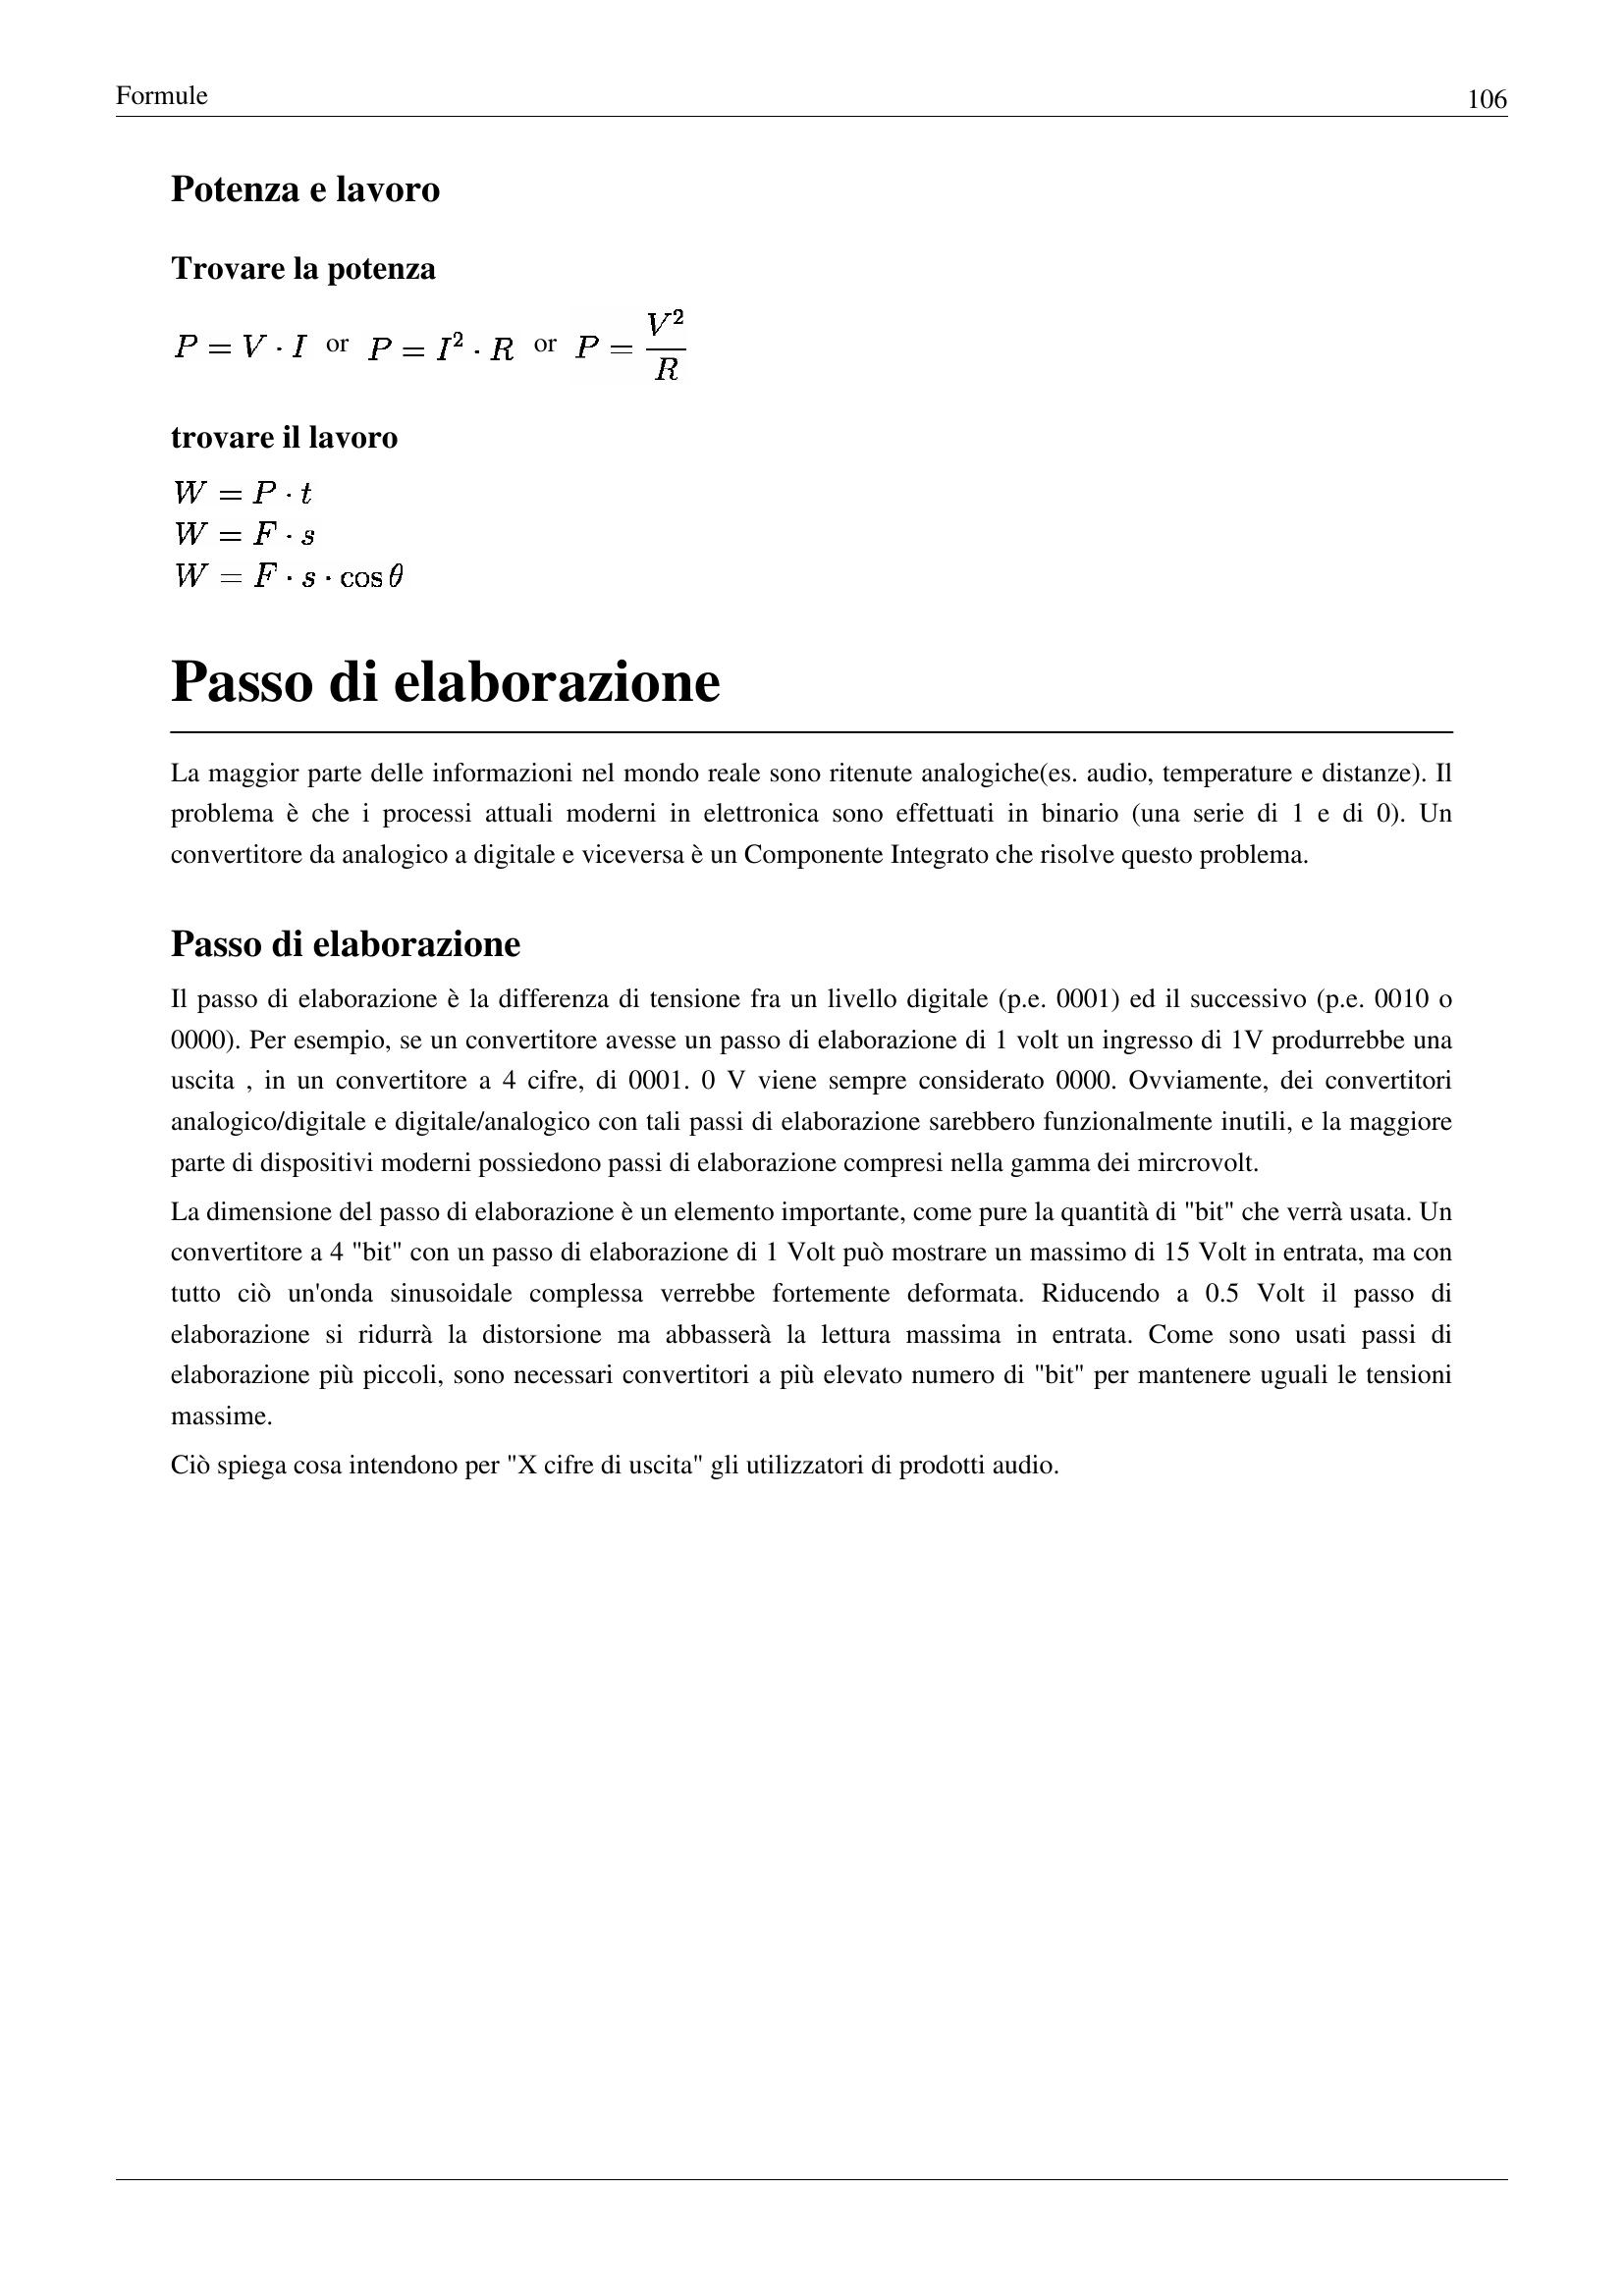 Formule 106
Potenza e lavoro
Trovare la potenza
P = V · I or P = I² · R or P = V²/R
trovare il lavoro
W = P · t
W = F · s
W = F · s · cos θ
Passo di elaborazione
La maggior parte delle informazioni nel mondo reale sono ritenute analogiche(es. audio, temperature e distanze). Il
problema è che i processi attuali moderni in elettronica sono effettuati in binario (una serie di 1 e di 0). Un
convertitore da analogico a digitale e viceversa è un Componente Integrato che risolve questo problema.
Passo di elaborazione
Il passo di elaborazione è la differenza di tensione fra un livello digitale (p.e. 0001) ed il successivo (p.e. 0010 o
0000). Per esempio, se un convertitore avesse un passo di elaborazione di 1 volt un ingresso di 1V produrrebbe una
uscita , in un convertitore a 4 cifre, di 0001. 0 V viene sempre considerato 0000. Ovviamente, dei convertitori
analogico/digitale e digitale/analogico con tali passi di elaborazione sarebbero funzionalmente inutili, e la maggiore
parte di dispositivi moderni possiedono passi di elaborazione compresi nella gamma dei mircrovolt.
La dimensione del passo di elaborazione è un elemento importante, come pure la quantità di "bit" che verrà usata. Un
convertitore a 4 "bit" con un passo di elaborazione di 1 Volt può mostrare un massimo di 15 Volt in entrata, ma con
tutto ciò un'onda sinusoidale complessa verrebbe fortemente deformata. Riducendo a 0.5 Volt il passo di
elaborazione si ridurrà la distorsione ma abbasserà la lettura massima in entrata. Come sono usati passi di
elaborazione più piccoli, sono necessari convertitori a più elevato numero di "bit" per mantenere uguali le tensioni
massime.
Ciò spiega cosa intendono per "X cifre di uscita" gli utilizzatori di prodotti audio.